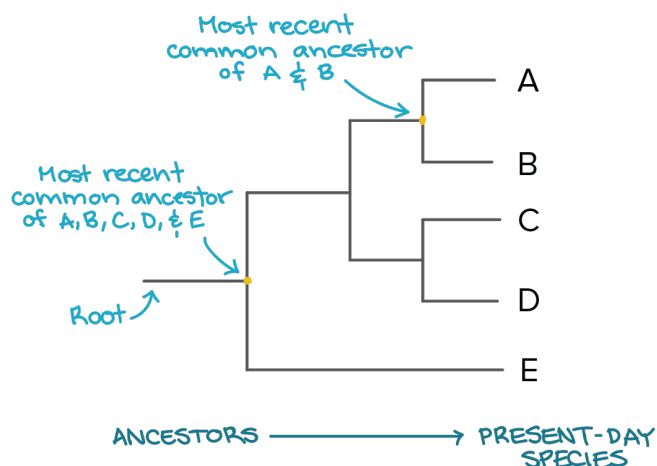 Most recent
common ancestor
of A & B
A
B
Most recent
common ancestor
of A, B, C, D, & E
C
D
Root
E
ANCESTORS
PRESENT-DAY
SPECIES